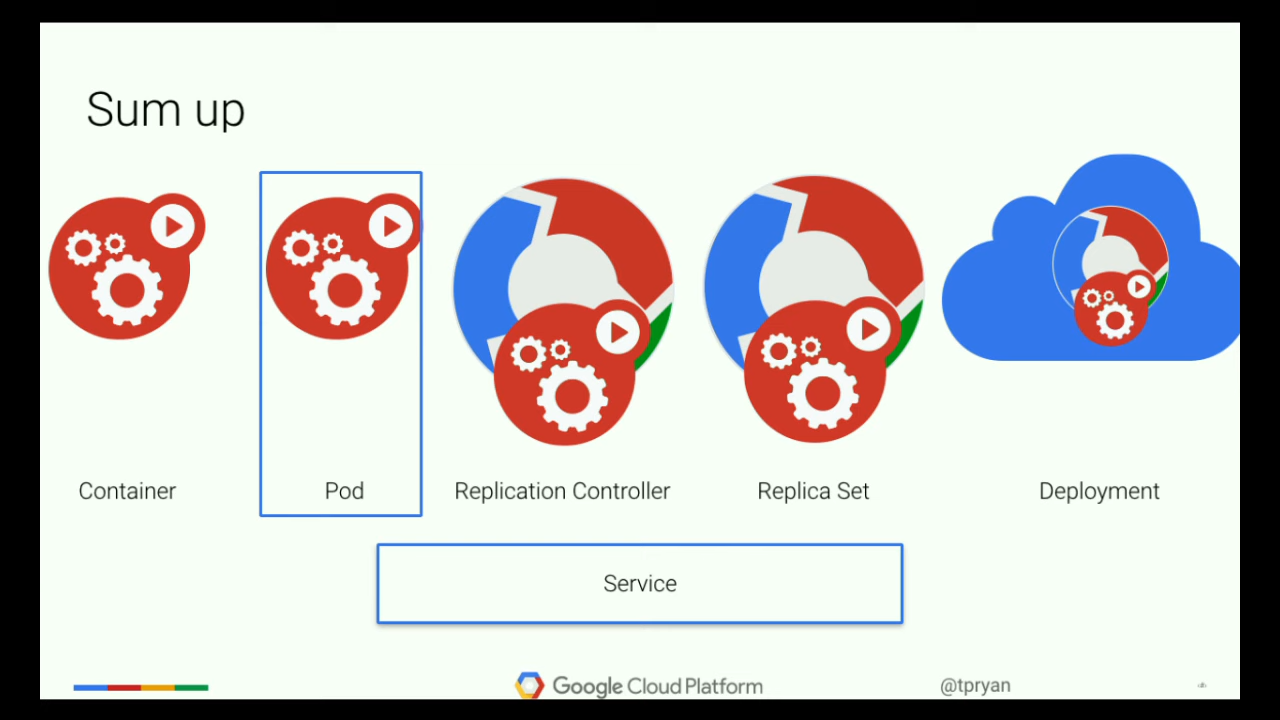 Sum up
Container
Pod
Replication Controller
Replica Set
Deployment
Service
Google Cloud Platform
@tpryan